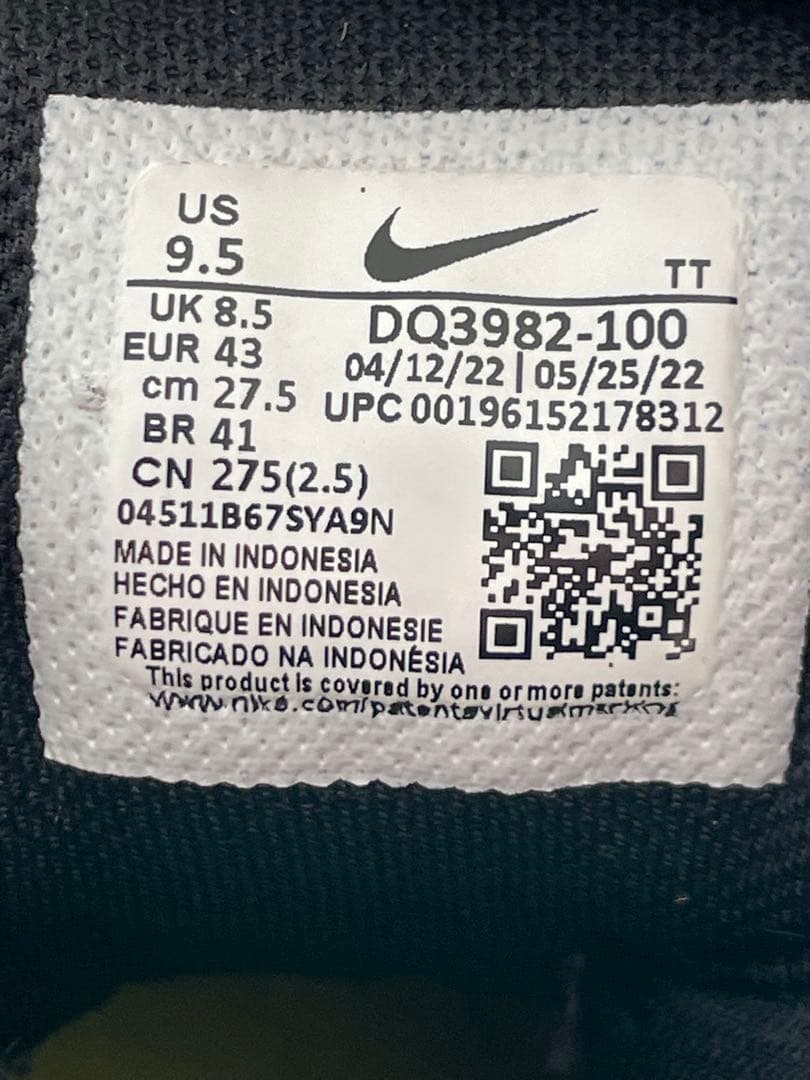 US
9.5
TT
UK 8.5
EUR 43
cm 27.5
BR 41
CN 275(2.5)
DQ3982-100
04/12/22 | 05/25/22
UPC 00196152178312
04511B67SYA9N
MADE IN INDONESIA
HECHO EN INDONESIA
FABRIQUE EN INDONESIE
FABRICADO NA INDONÉSIA
This product is covered by one or more patents: